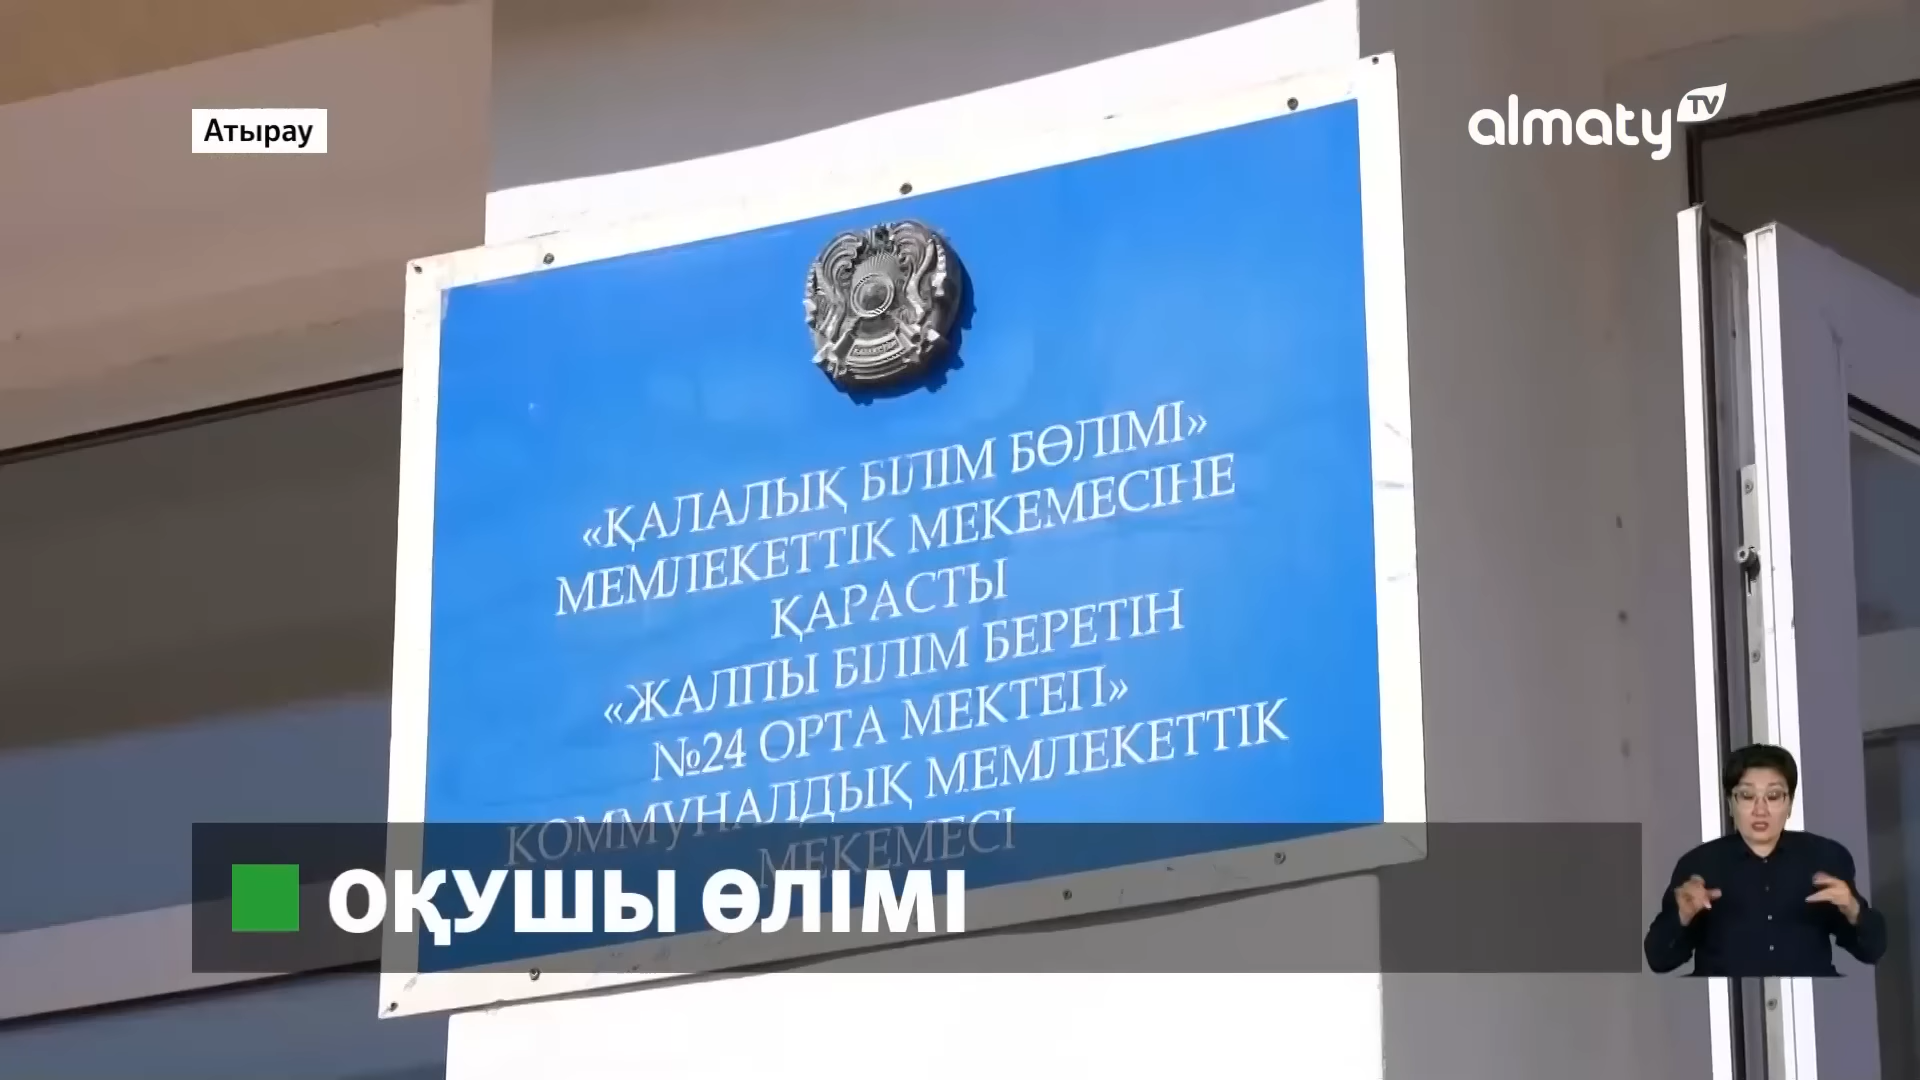 Атырау
almaty TV
«ҚАЛАЛЫҚ БІЛІМ БӨЛІМІ»
МЕМЛЕКЕТТІК МЕКЕМЕСІНЕ
ҚАРАСТЫ
«ЖАЛПЫ БІЛІМ БЕРЕТІН
№24 ОРТА МЕКТЕП»
КОММУНАЛДЫҚ МЕМЛЕКЕТТІК
МЕКЕМЕСІ
ОҚУШЫ ӨЛІМІ